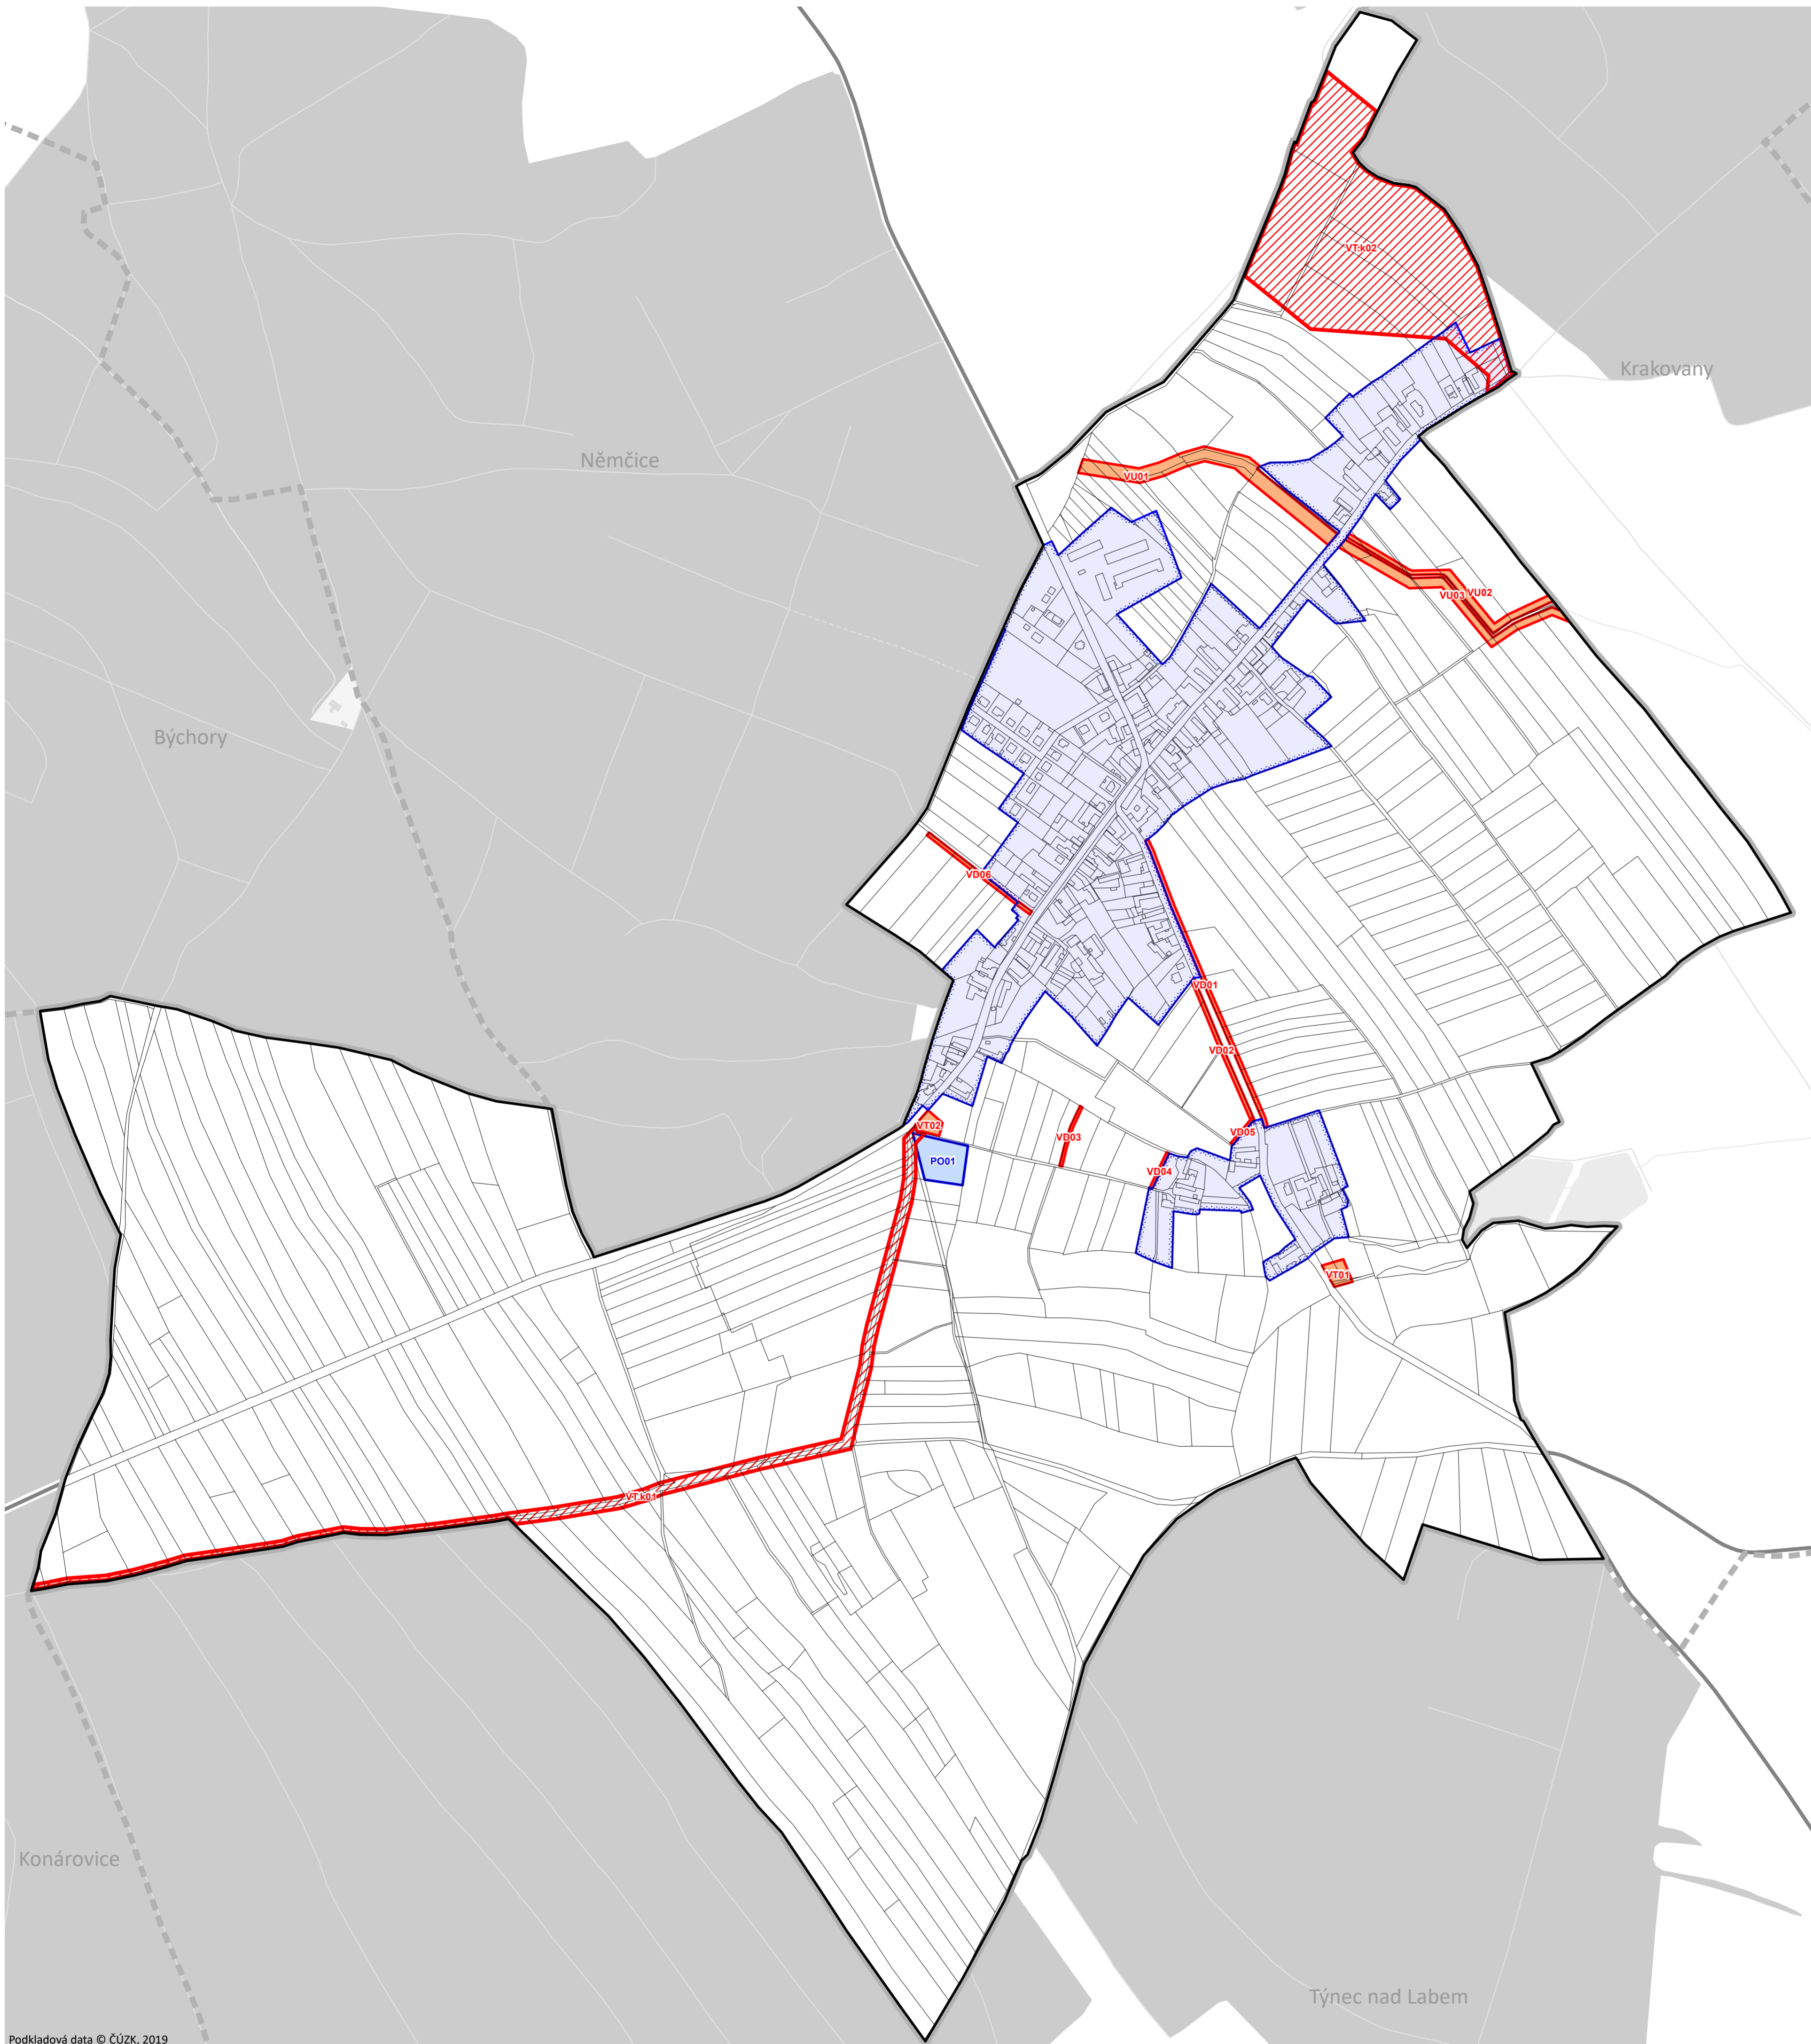 VT.k02
Krakovany
Němčice
VU01
VU03
VU02
Býchory
VD06
VD01
VD02
VT02
VD03
VD05
PO01
VD04
VT01
VT.k01
Konárovice
Týnec nad Labem
Podkladová data © ČÚZK, 2019